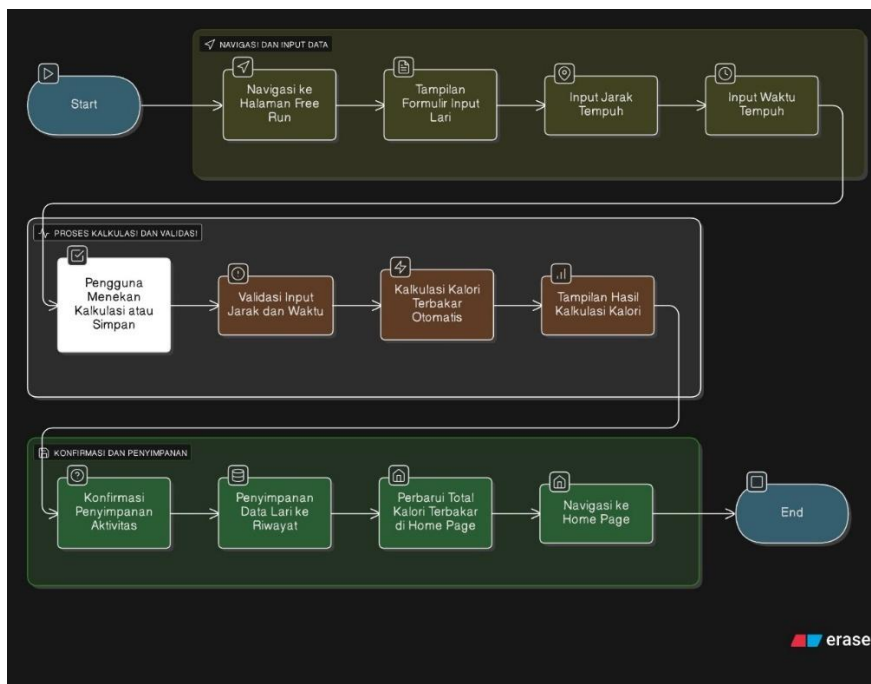 NAVIGASI DAN INPUT DATA
Start
Navigasi ke
Halaman Free
Run
Tampilan
Formulir Input
Lari
Input Jarak
Tempuh
Input Waktu
Tempuh
PROSES KALKULASI DAN VALIDASI
Pengguna
Menekan
Kalkulasi atau
Simpan
Validasi Input
Jarak dan Waktu
Kalkulasi Kalori
Terbakar
Otomatis
Tampilan Hasil
Kalkulasi Kalori
KONFIRMASI DAN PENYIMPANAN
Konfirmasi
Penyimpanan
Aktivitas
Penyimpanan
Data Lari ke
Riwayat
Perbarui Total
Kalori Terbakar
di Home Page
Navigasi ke
Home Page
End
erase